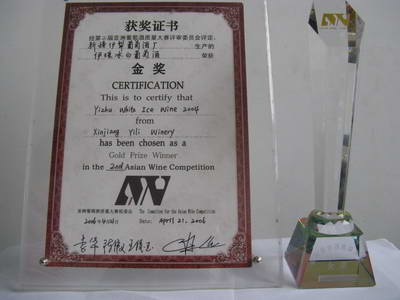 获奖证书
经第二届亚洲葡萄酒质量大赛评审委员会评定,
新疆伊犁葡萄酒厂 生产的
伊珠冰白葡萄酒 荣获
金奖
CERTIFICATION
This is to certify that
Yizhu White Ice Wine 2004
from
Xinjiang Yili Winery
has been chosen as a
Gold Prize Winner
in the 2nd Asian Wine Competition
亚洲葡萄酒质量大赛组委会 The Committee for the Asian Wine Competition
2006年4月21日 Date: April 21, 2006